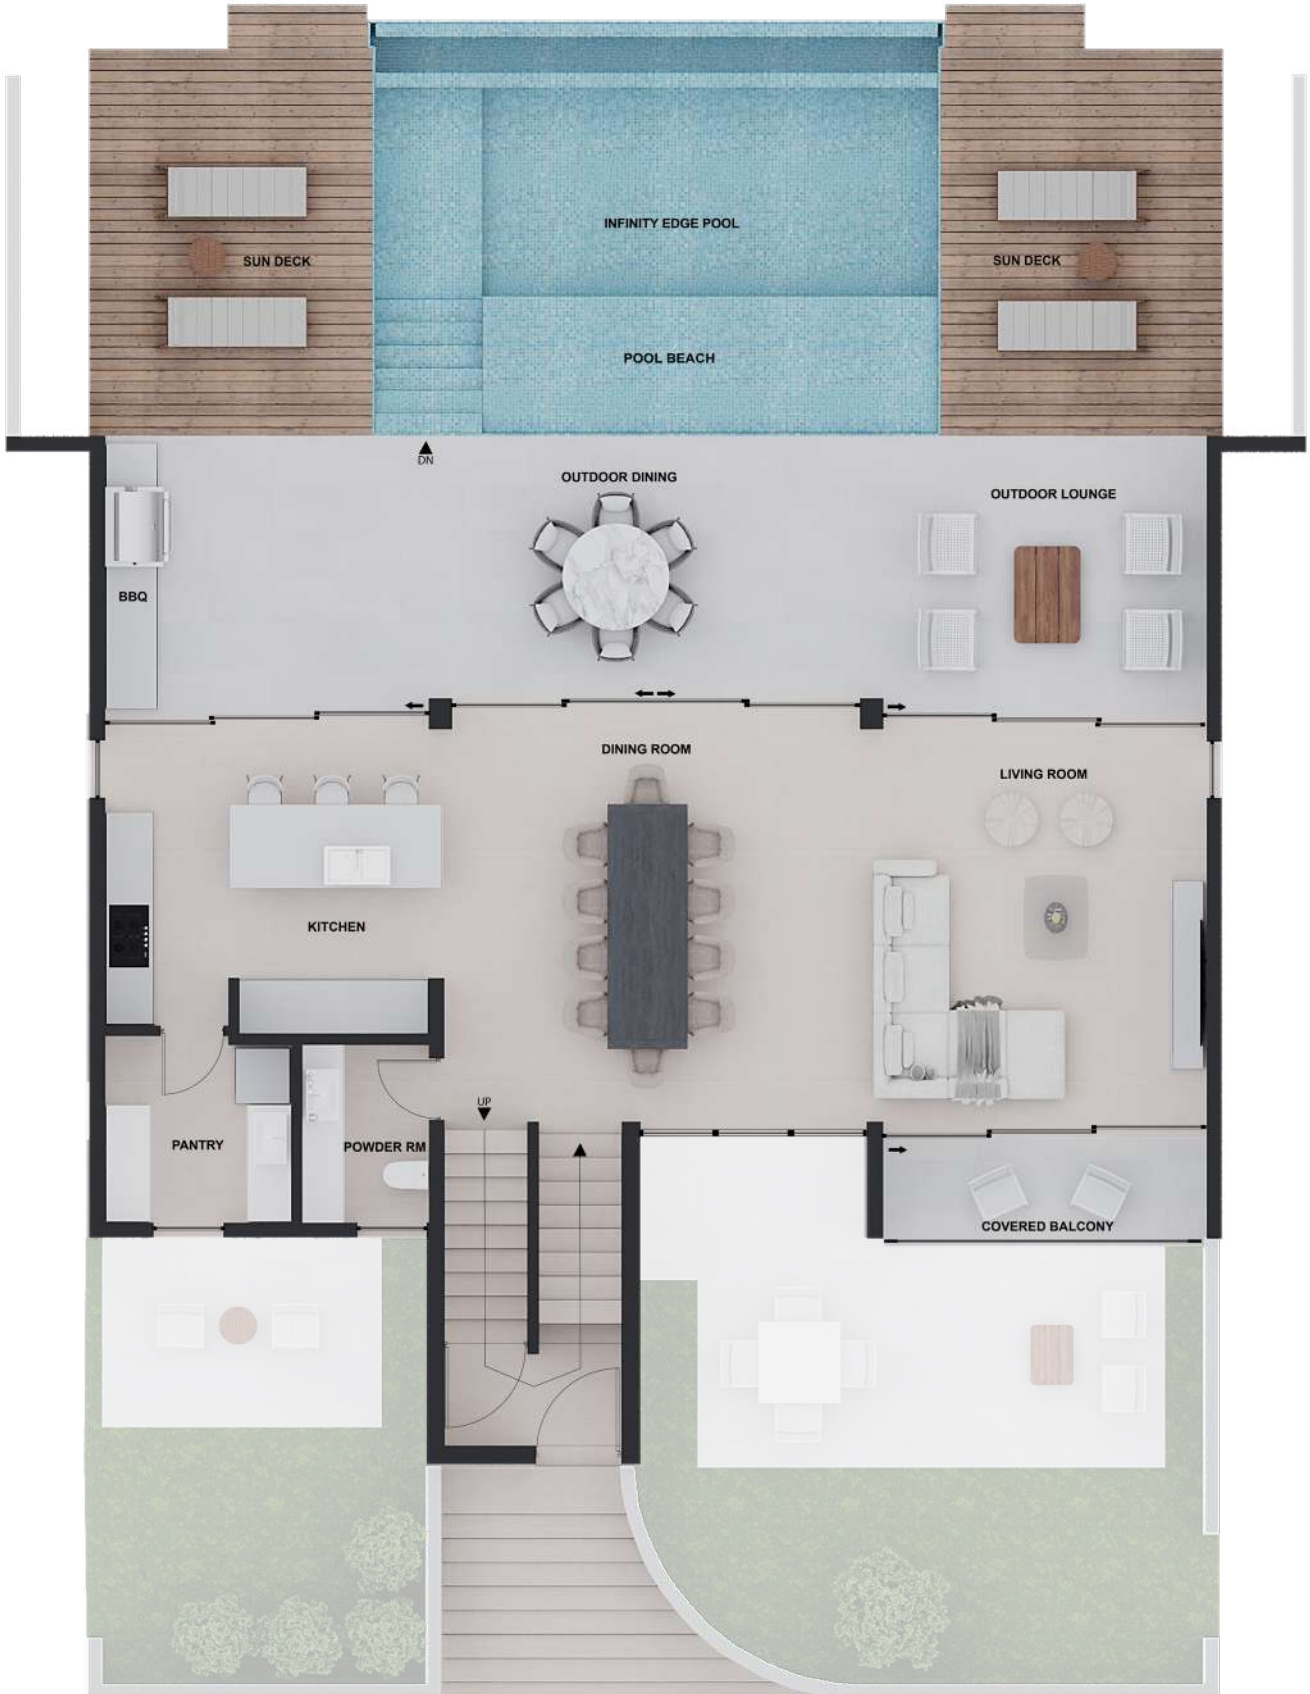 INFINITY EDGE POOL
SUN DECK
SUN DECK
POOL BEACH
DN
OUTDOOR DINING
OUTDOOR LOUNGE
BBQ
DINING ROOM
LIVING ROOM
KITCHEN
UP
PANTRY
POWDER RM
COVERED BALCONY